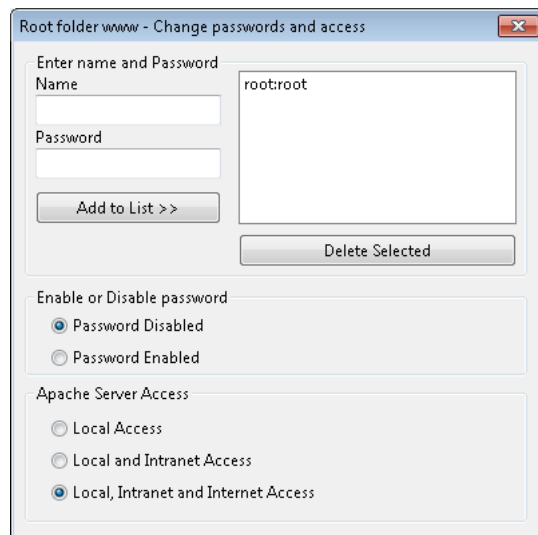 Root folder www - Change passwords and access
Enter name and Password
Name
root:root
Password
Add to List >>
Delete Selected
Enable or Disable password
Password Disabled
Password Enabled
Apache Server Access
Local Access
Local and Intranet Access
Local, Intranet and Internet Access